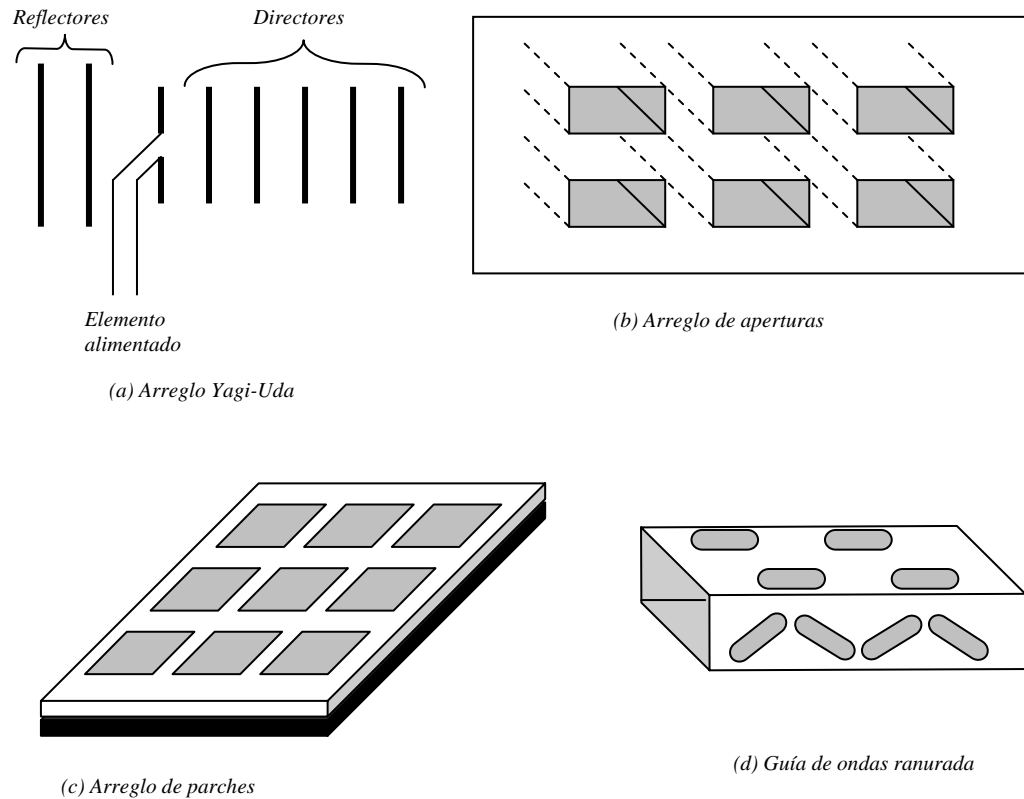 Reflectores
Directores
Elemento
alimentado
(a) Arreglo Yagi-Uda
(b) Arreglo de aperturas
(c) Arreglo de parches
(d) Guía de ondas ranurada